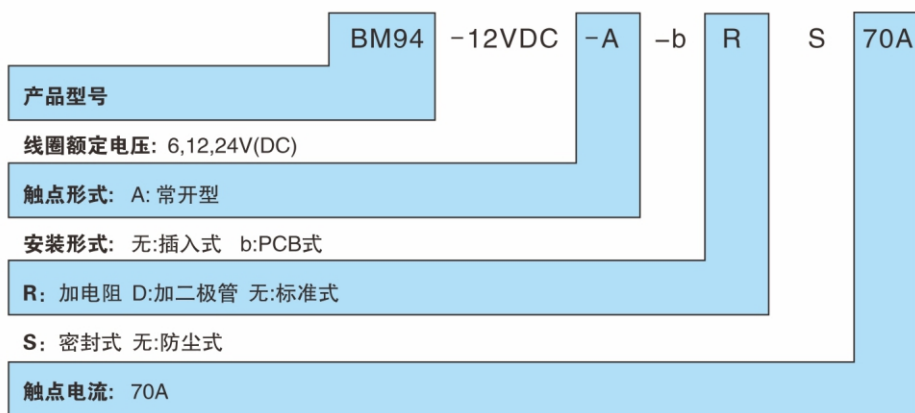 BM94 -12VDC -A -b R S 70A
产品型号
线圈额定电压: 6,12,24V(DC)
触点形式: A: 常开型
安装形式: 无:插入式 b:PCB式
R: 加电阻 D:加二极管 无:标准式
S: 密封式 无:防尘式
触点电流: 70A